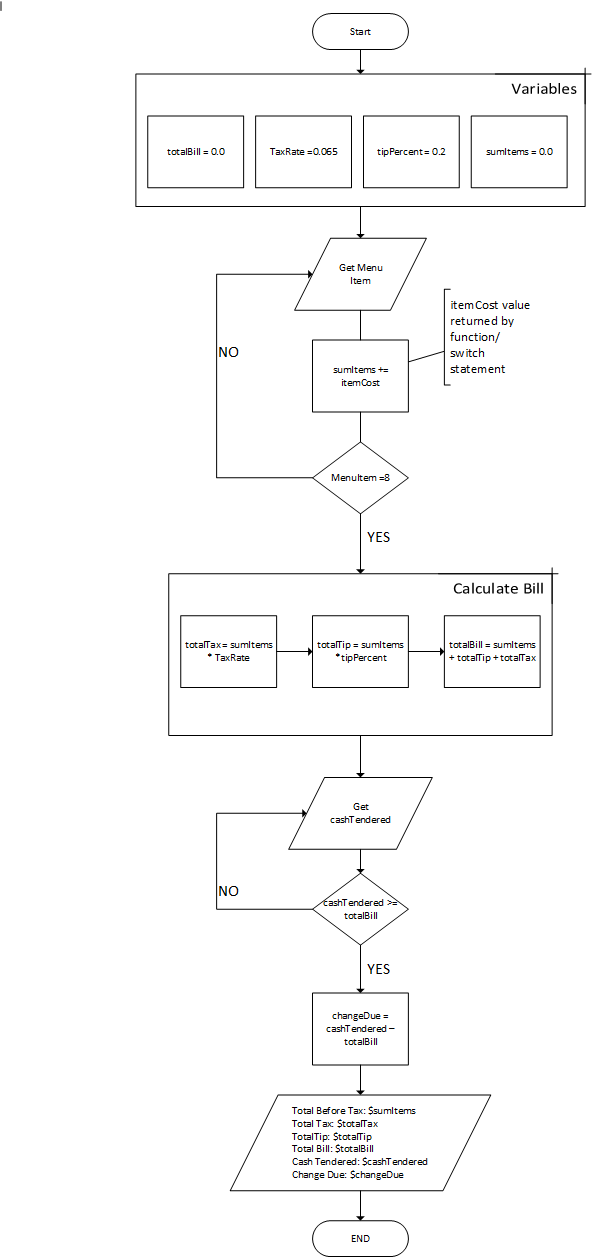 Start
Variables
totalBill = 0.0
TaxRate =0.065
tipPercent = 0.2
sumItems = 0.0
Get Menu
Item
itemCost value
returned by
function/
switch
statement
NO
sumItems +=
itemCost
MenuItem =8
YES
Calculate Bill
totalTax = sumItems
* TaxRate
totalTip = sumItems
*tipPercent
totalBill = sumItems
+ totalTip + totalTax
Get
cashTendered
NO
cashTendered >=
totalBill
YES
changeDue =
cashTendered –
totalBill
Total Before Tax: $sumItems
Total Tax: $totalTax
TotalTip: $totalTip
Total Bill: $totalBill
Cash Tendered: $cashTendered
Change Due: $changeDue
END